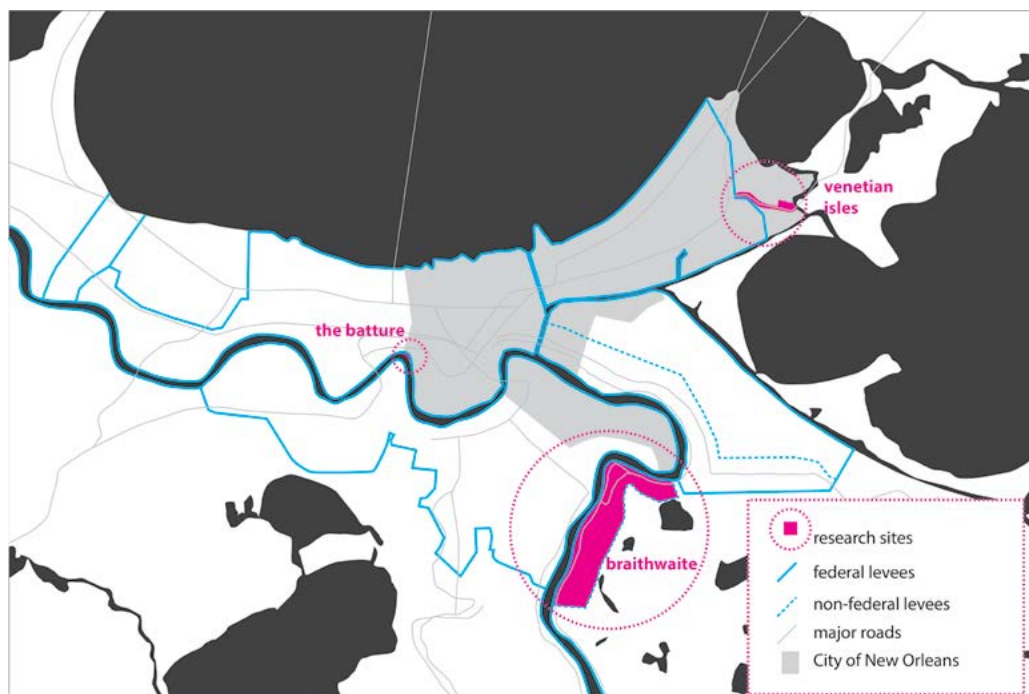 venetian
isles
the batture
braithwaite
research sites
federal levees
non-federal levees
major roads
City of New Orleans